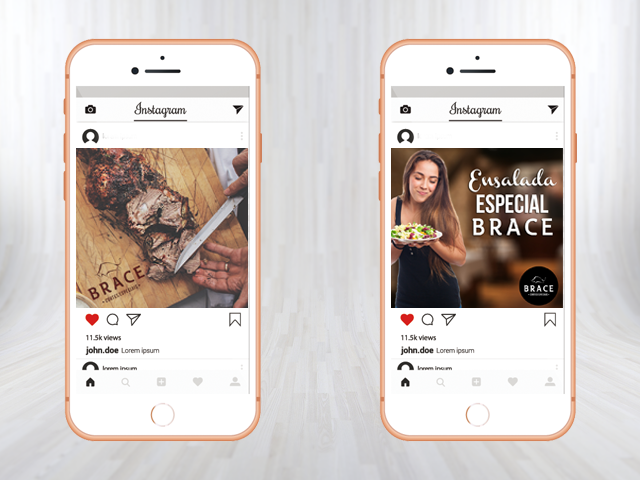 Instagram
BRACE
11.5k views
john.doe Lorem ipsum
lorem ipsum
Instagram
Ensalada
ESPECIAL
BRACE
BRACE
11.5k views
john.doe Lorem ipsum
lorem ipsum